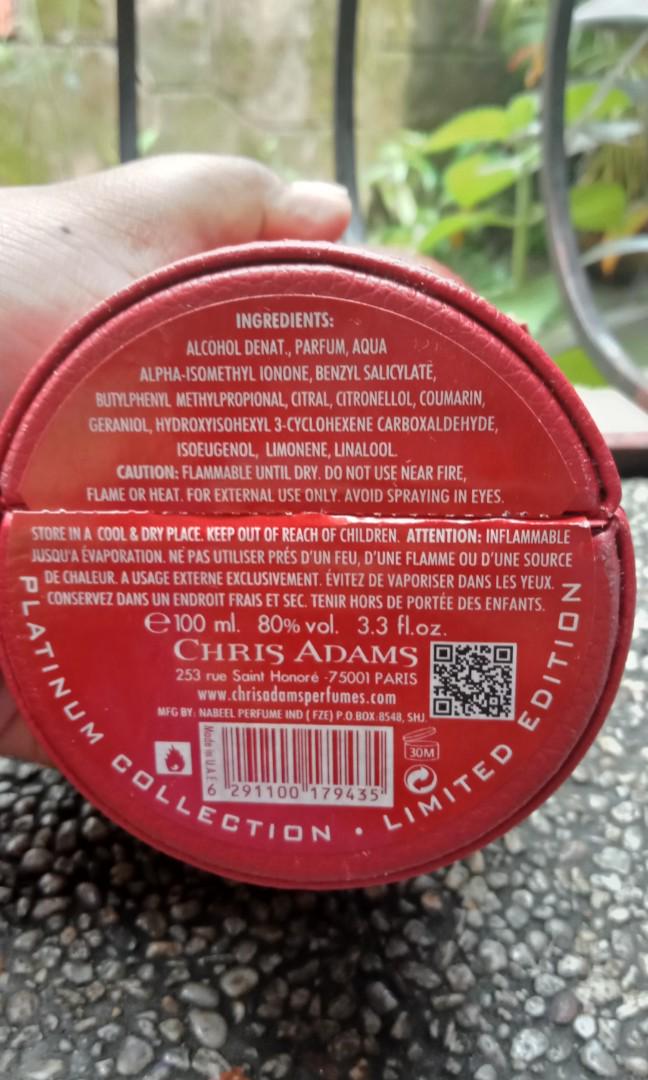 INGREDIENTS:
ALCOHOL DENAT., PARFUM, AQUA
ALPHA-ISOMETHYL IONONE, BENZYL SALICYLATE,
BUTYLPHENYL METHYLPROPIONAL, CITRAL, CITRONELLOL, COUMARIN,
GERANIOL, HYDROXYISOHEXYL 3-CYCLOHEXENE CARBOXALDEHYDE,
ISOEUGENOL, LIMONENE, LINALOOL.
CAUTION: FLAMMABLE UNTIL DRY. DO NOT USE NEAR FIRE,
FLAME OR HEAT. FOR EXTERNAL USE ONLY. AVOID SPRAYING IN EYES.
STORE IN A COOL & DRY PLACE. KEEP OUT OF REACH OF CHILDREN. ATTENTION: INFLAMMABLE
JUSQU'A ÉVAPORATION. NE PAS UTILISER PRÉS D'UN FEU, D'UNE FLAMME OU D'UNE SOURCE
DE CHALEUR. A USAGE EXTERNE EXCLUSIVEMENT. ÉVITEZ DE VAPORISER DANS LES YEUX.
CONSERVEZ DANS UN ENDROIT FRAIS ET SEC. TENIR HORS DE PORTÉE DES ENFANTS.
℮100 ml. 80% vol. 3.3 fl.oz.
CHRIS ADAMS
253 rue Saint Honoré -75001 PARIS
www.chrisadamsperfumes.com
MFG BY: NABEEL PERFUME IND ( FZE) P.O.BOX:8548, SHJ.
Made in U.A.E
6 291100 179435
30M
PLATINUM COLLECTION • LIMITED EDITION